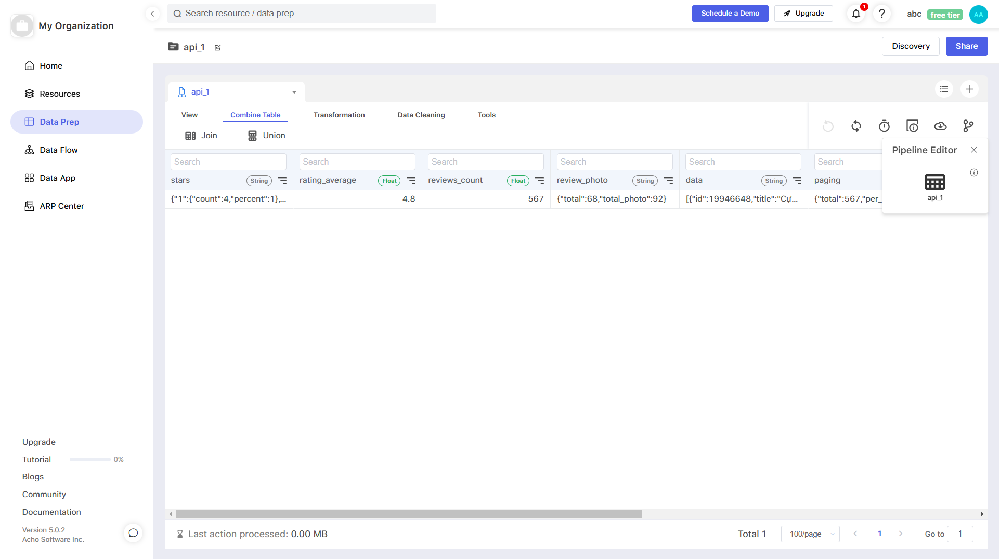 My Organization
Search resource / data prep
Schedule a Demo
Upgrade
1
?
abc
free tier
AA
Home
Resources
Data Prep
Data Flow
Data App
ARP Center
api_1
Discovery
Share
api_1
View
Combine Table
Transformation
Data Cleaning
Tools
Join
Union
Pipeline Editor
api_1
Search
Search
Search
Search
Search
Search
stars
String
rating_average
Float
reviews_count
Float
review_photo
String
data
String
paging
{"1":{"count":4,"percent":1},...
4.8
567
{"total":68,"total_photo":92}
[{"id":19946648,"title":"Cự...
{"total":567,"per_
Upgrade
Tutorial
0%
Blogs
Community
Documentation
Version 5.0.2
Acho Software Inc.
Last action processed: 0.00 MB
Total 1
100/page
1
Go to
1